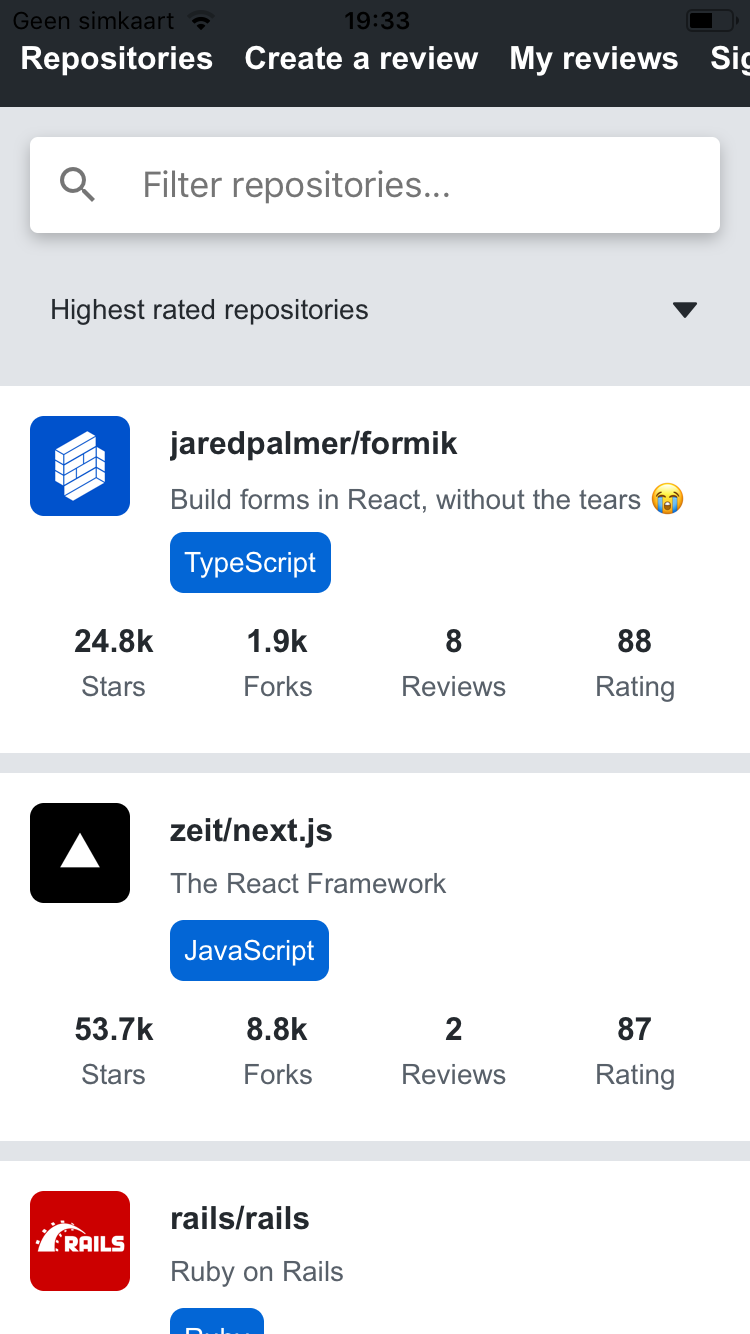 Geen simkaart 19:33
Repositories Create a review My reviews Sig
Filter repositories...
Highest rated repositories
jaredpalmer/formik
Build forms in React, without the tears 😭
TypeScript
24.8k 1.9k 8 88
Stars Forks Reviews Rating
zeit/next.js
The React Framework
JavaScript
53.7k 8.8k 2 87
Stars Forks Reviews Rating
RAILS
rails/rails
Ruby on Rails
Ruby